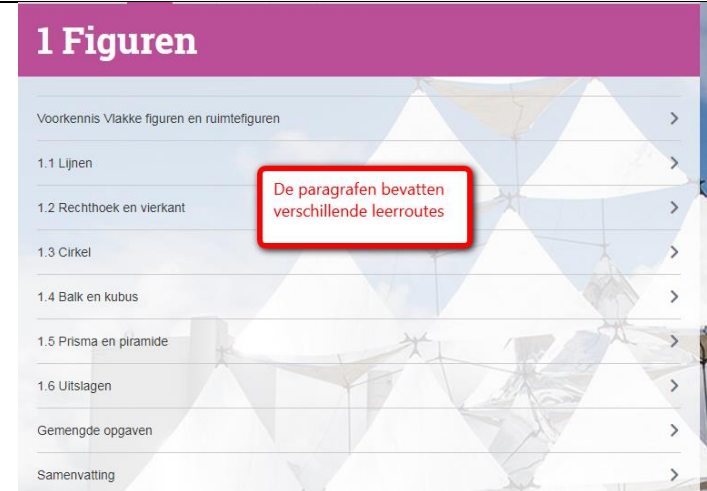 1 Figuren
Voorkennis Vlakke figuren en ruimtefiguren
1.1 Lijnen
De paragrafen bevatten
verschillende leerroutes
1.2 Rechthoek en vierkant
1.3 Cirkel
1.4 Balk en kubus
1.5 Prisma en piramide
1.6 Uitslagen
Gemengde opgaven
Samenvatting